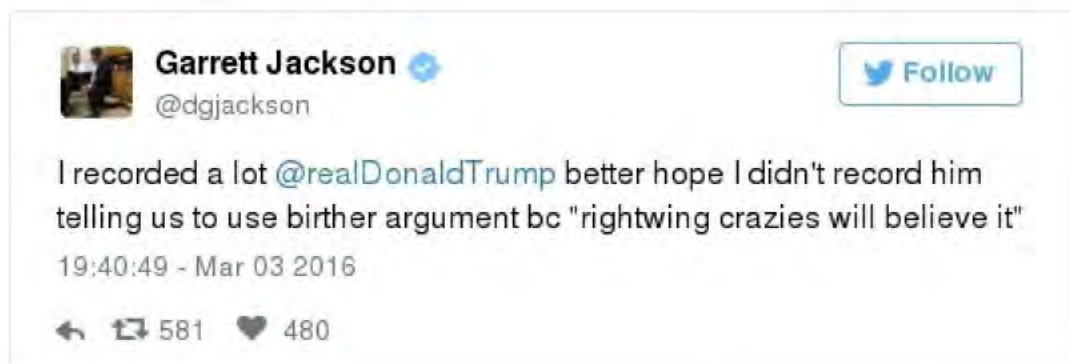 Garrett Jackson
Follow
@dgjackson
I recorded a lot @realDonaldTrump better hope I didn't record him
telling us to use birther argument bc "rightwing crazies will believe it"
19:40:49 - Mar 03 2016
581 480